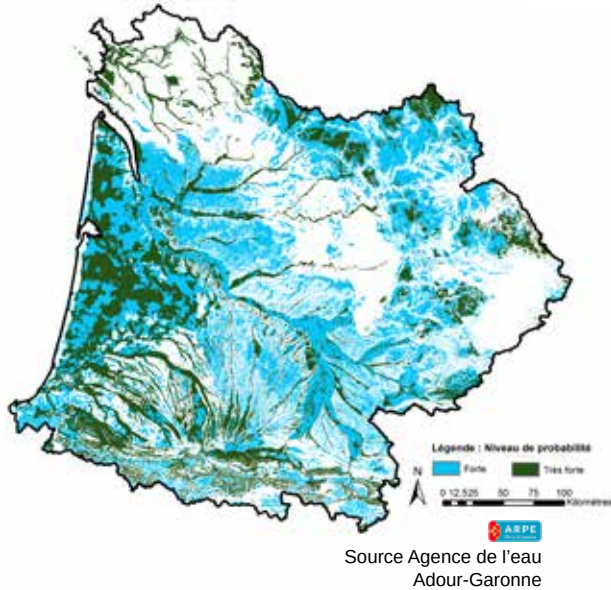 Légende : Niveau de probabilité
Forte
Très forte
N
0 12,525 50 75 100
Kilomètres
ARPE
Source Agence de l'eau
Adour-Garonne